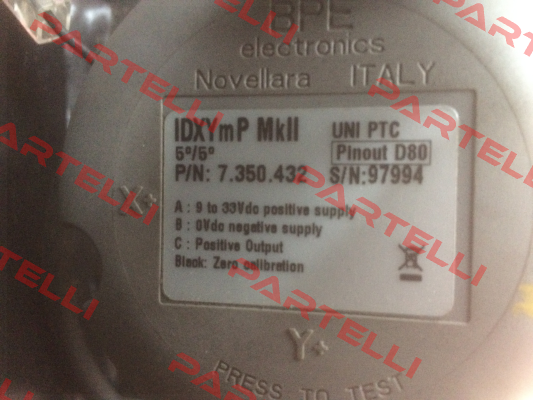 BPE
electronics
Novellara ITALY
IDXYmP MkII UNI PTC
5°/5° Pinout D80
P/N: 7.350.432 S/N:97994
A : 9 to 33Vdc positive supply
B : 0Vdc negative supply
C : Positive Output
Black: Zero calibration
X+
Y+
PRESS TO TEST
PARTELLI
PARTELLI
PARTELLI
PARTELLI
PARTELLI
PARTELLI